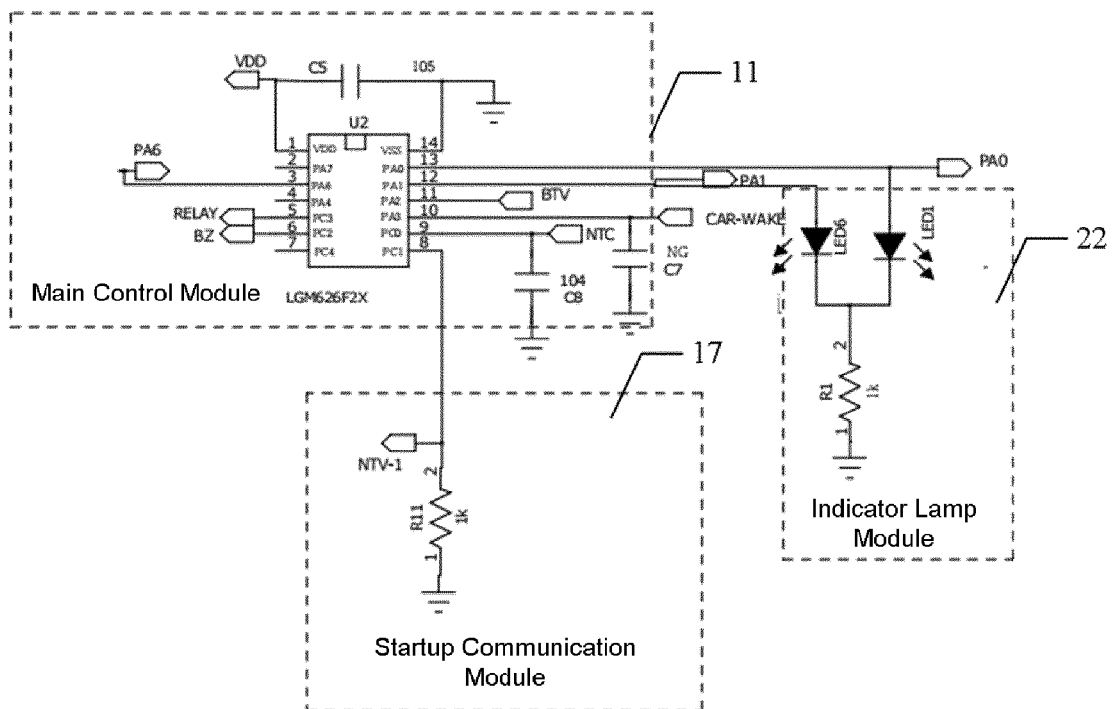 VDD
C5
105
11
U2
1 VDD
VSS 14
2 PA7
PA0 13
3 PA6
PA1 12
4 PA4
PA2 11
5 PC3
PA3 10
6 PC2
PC0 9
7 PC4
PC1 8
PA6
RELAY
BZ
LGM626F2X
Main Control Module
BTV
CAR-WAKE
NTC
104
C8
NG
C7
PA0
PA1
LED6
LED1
22
2
R1
1k
1
Indicator Lamp
Module
17
NTV-1
2
R11
1k
1
Startup Communication
Module